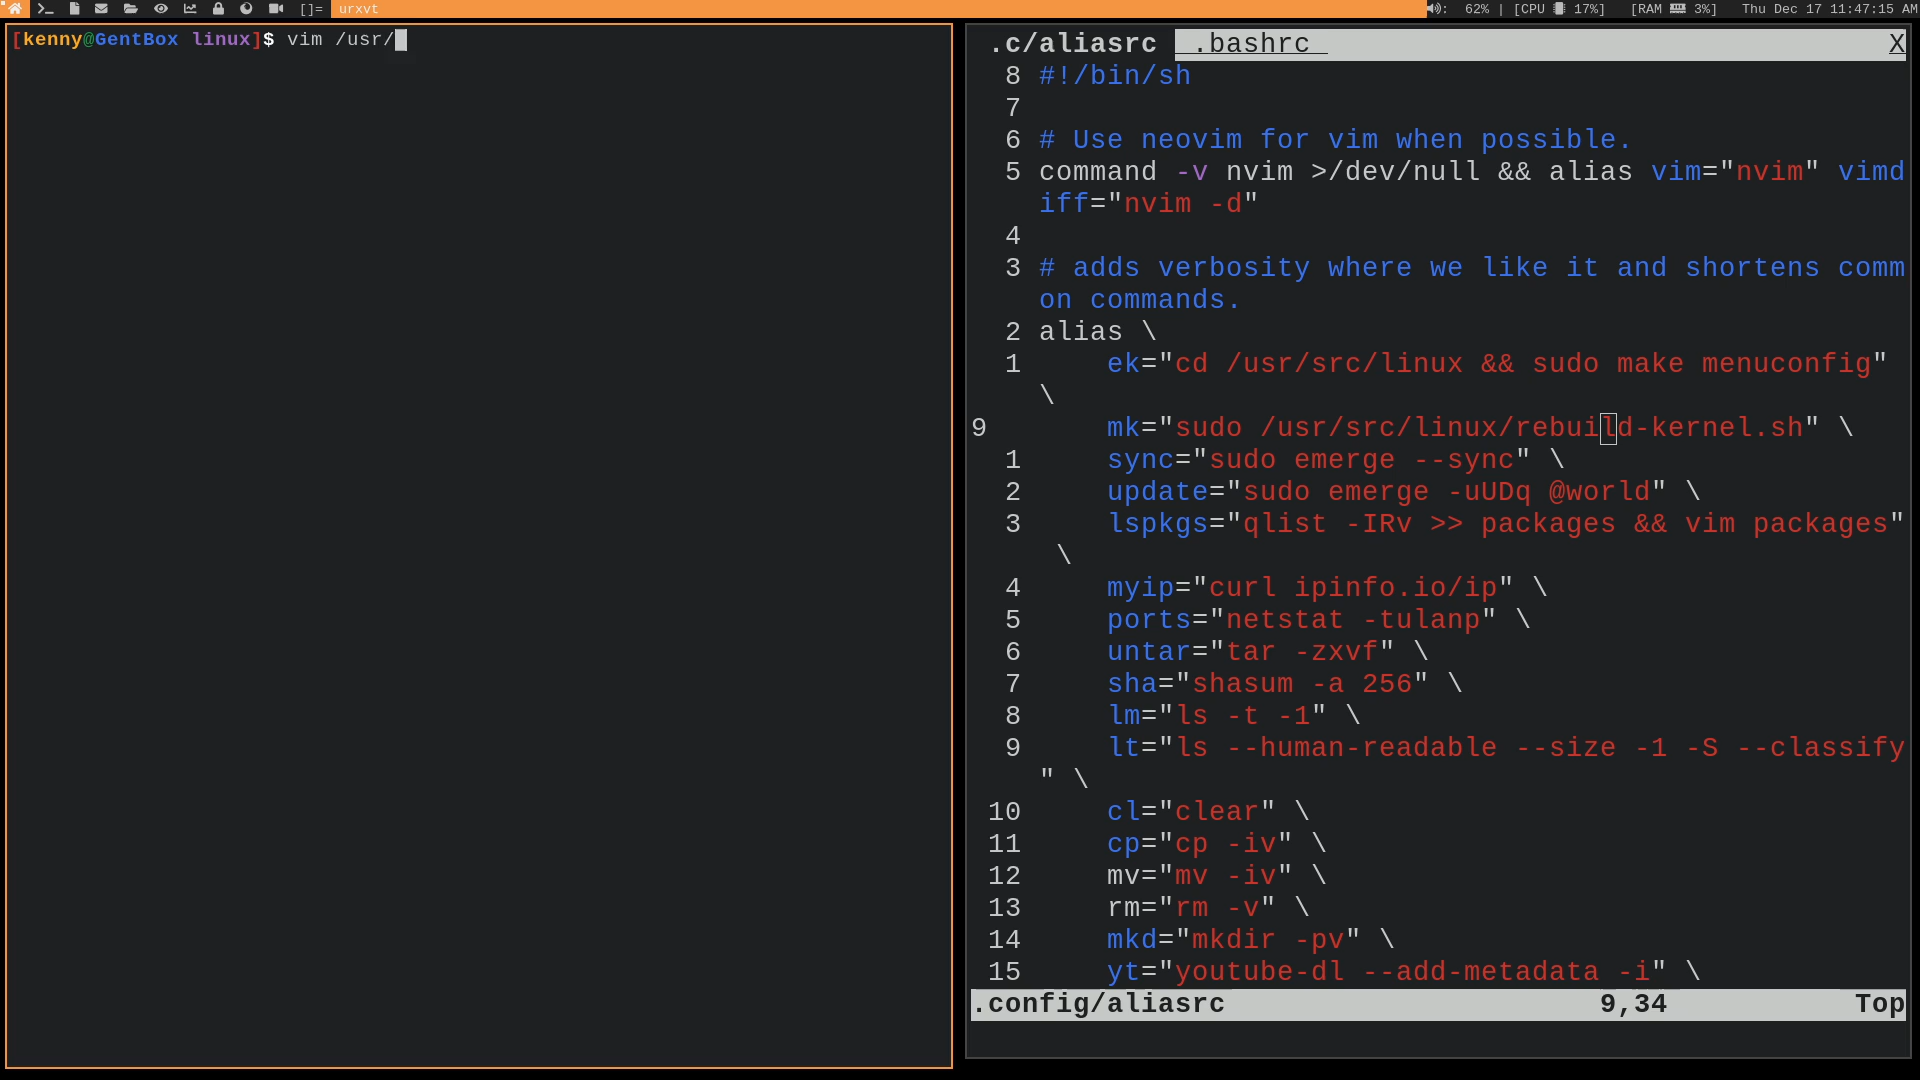 []= urxvt 62% | [CPU 17%] [RAM 3%] Thu Dec 17 11:47:15 AM
[kenny@GentBox linux]$ vim /usr/
.c/aliasrc .bashrc X
8 #!/bin/sh
7
6 # Use neovim for vim when possible.
5 command -v nvim >/dev/null && alias vim="nvim" vimd
iff="nvim -d"
4
3 # adds verbosity where we like it and shortens comm
on commands.
2 alias \
1 ek="cd /usr/src/linux && sudo make menuconfig"
\
9 mk="sudo /usr/src/linux/rebuild-kernel.sh" \
1 sync="sudo emerge --sync" \
2 update="sudo emerge -uUDq @world" \
3 lspkgs="qlist -IRv >> packages && vim packages"
\
4 myip="curl ipinfo.io/ip" \
5 ports="netstat -tulanp" \
6 untar="tar -zxvf" \
7 sha="shasum -a 256" \
8 lm="ls -t -1" \
9 lt="ls --human-readable --size -1 -S --classify
" \
10 cl="clear" \
11 cp="cp -iv" \
12 mv="mv -iv" \
13 rm="rm -v" \
14 mkd="mkdir -pv" \
15 yt="youtube-dl --add-metadata -i" \
.config/aliasrc 9,34 Top